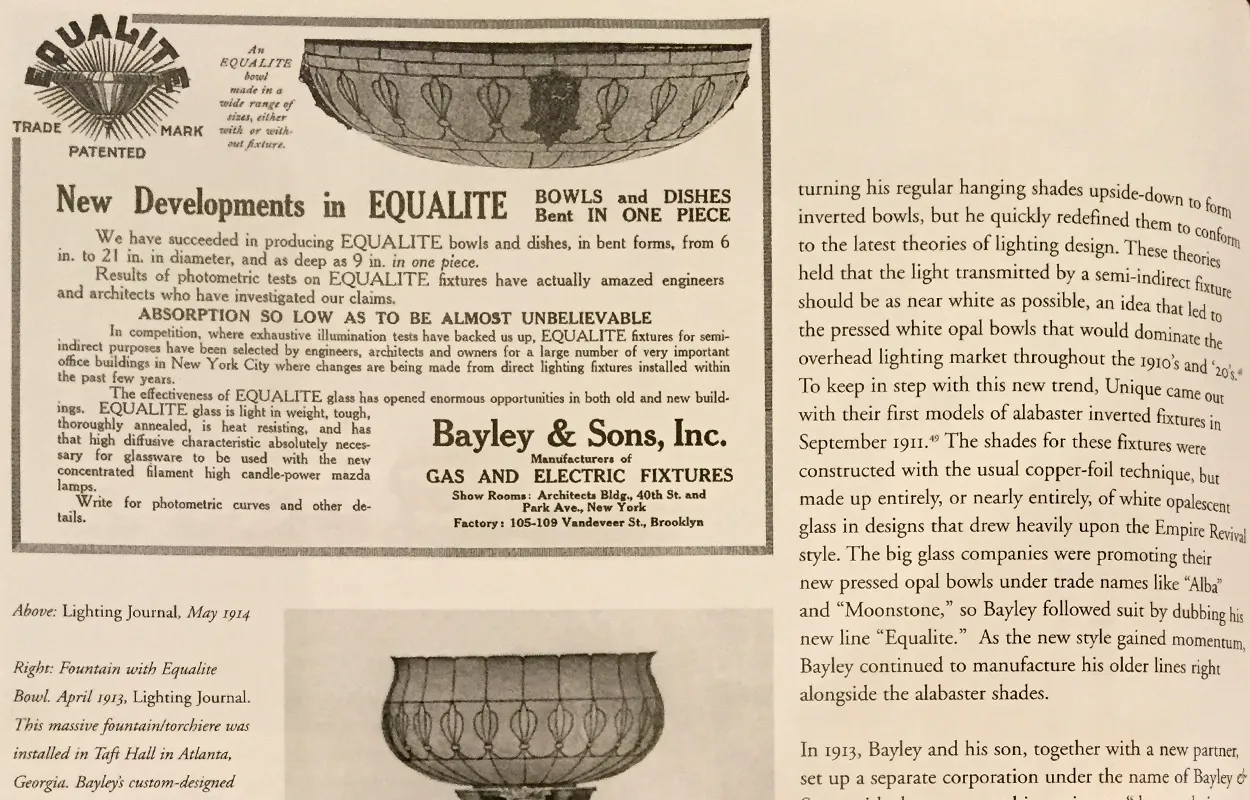 EQUALITE
TRADE MARK
PATENTED
An
EQUALITE
bowl
made in a
wide range of
sizes, either
with or with-
out fixture.
New Developments in EQUALITE BOWLS and DISHES
Bent IN ONE PIECE
We have succeeded in producing EQUALITE bowls and dishes, in bent forms, from 6
in. to 21 in. in diameter, and as deep as 9 in. in one piece.
Results of photometric tests on EQUALITE fixtures have actually amazed engineers
and architects who have investigated our claims.
ABSORPTION SO LOW AS TO BE ALMOST UNBELIEVABLE
In competition, where exhaustive illumination tests have backed us up, EQUALITE fixtures for semi-
indirect purposes have been selected by engineers, architects and owners for a large number of very important
office buildings in New York City where changes are being made from direct lighting fixtures installed within
the past few years.
The effectiveness of EQUALITE glass has opened enormous opportunities in both old and new build-
ings. EQUALITE glass is light in weight, tough,
thoroughly annealed, is heat resisting, and has
that high diffusive characteristic absolutely neces-
sary for glassware to be used with the new
concentrated filament high candle-power mazda
lamps.
Write for photometric curves and other de-
tails.
Bayley & Sons, Inc.
Manufacturers of
GAS AND ELECTRIC FIXTURES
Show Rooms: Architects Bldg., 40th St. and
Park Ave., New York
Factory: 105-109 Vandeveer St., Brooklyn
Above: Lighting Journal, May 1914
Right: Fountain with Equalite
Bowl. April 1913, Lighting Journal.
This massive fountain/torchiere was
installed in Taft Hall in Atlanta,
Georgia. Bayley's custom-designed
turning his regular hanging shades upside-down to form
inverted bowls, but he quickly redefined them to conform
to the latest theories of lighting design. These theories
held that the light transmitted by a semi-indirect fixture
should be as near white as possible, an idea that led to
the pressed white opal bowls that would dominate the
overhead lighting market throughout the 1910's and '20's.
To keep in step with this new trend, Unique came out
with their first models of alabaster inverted fixtures in
September 1911.49 The shades for these fixtures were
constructed with the usual copper-foil technique, but
made up entirely, or nearly entirely, of white opalescent
glass in designs that drew heavily upon the Empire Revival
style. The big glass companies were promoting their
new pressed opal bowls under trade names like "Alba"
and "Moonstone," so Bayley followed suit by dubbing his
new line "Equalite." As the new style gained momentum,
Bayley continued to manufacture his older lines right
alongside the alabaster shades.
In 1913, Bayley and his son, together with a new partner,
set up a separate corporation under the name of Bayley &